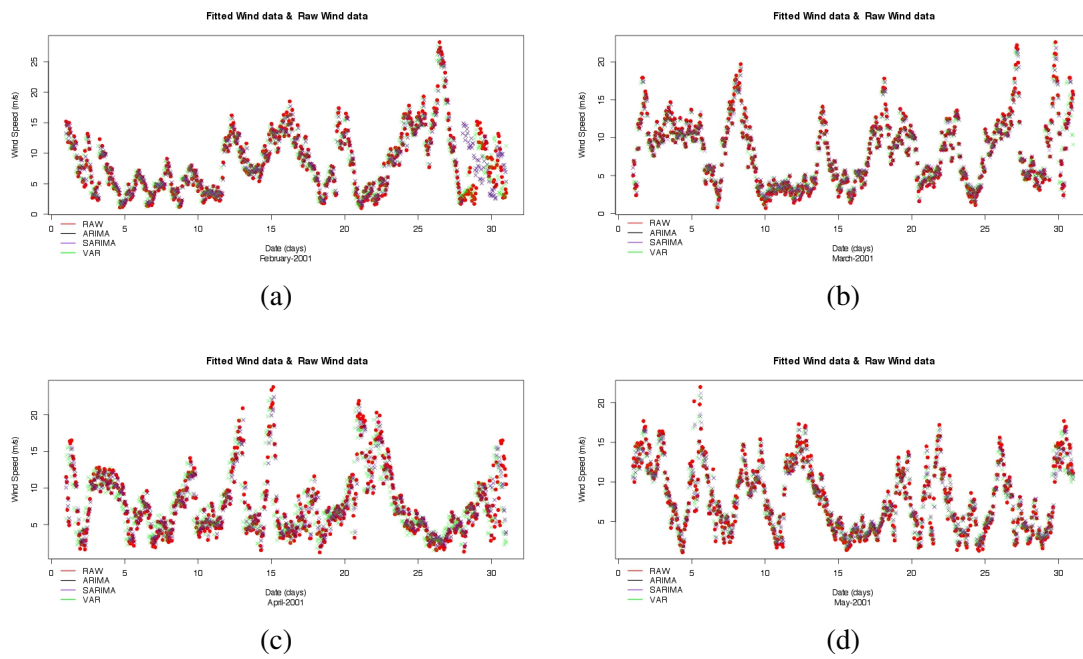 Fitted Wind data & Raw Wind data
Wind Speed (m/s)
25
20
15
10
5
0
0 5 10 15 20 25 30
RAW
ARIMA
SARIMA
VAR
Date (days)
February-2001
(a)
Fitted Wind data & Raw Wind data
Wind Speed (m/s)
20
15
10
5
0
0 5 10 15 20 25 30
RAW
ARIMA
SARIMA
VAR
Date (days)
March-2001
(b)
Fitted Wind data & Raw Wind data
Wind Speed (m/s)
20
15
10
5
0 5 10 15 20 25 30
RAW
ARIMA
SARIMA
VAR
Date (days)
April-2001
(c)
Fitted Wind data & Raw Wind data
Wind Speed (m/s)
20
15
10
5
0 5 10 15 20 25 30
RAW
ARIMA
SARIMA
VAR
Date (days)
May-2001
(d)